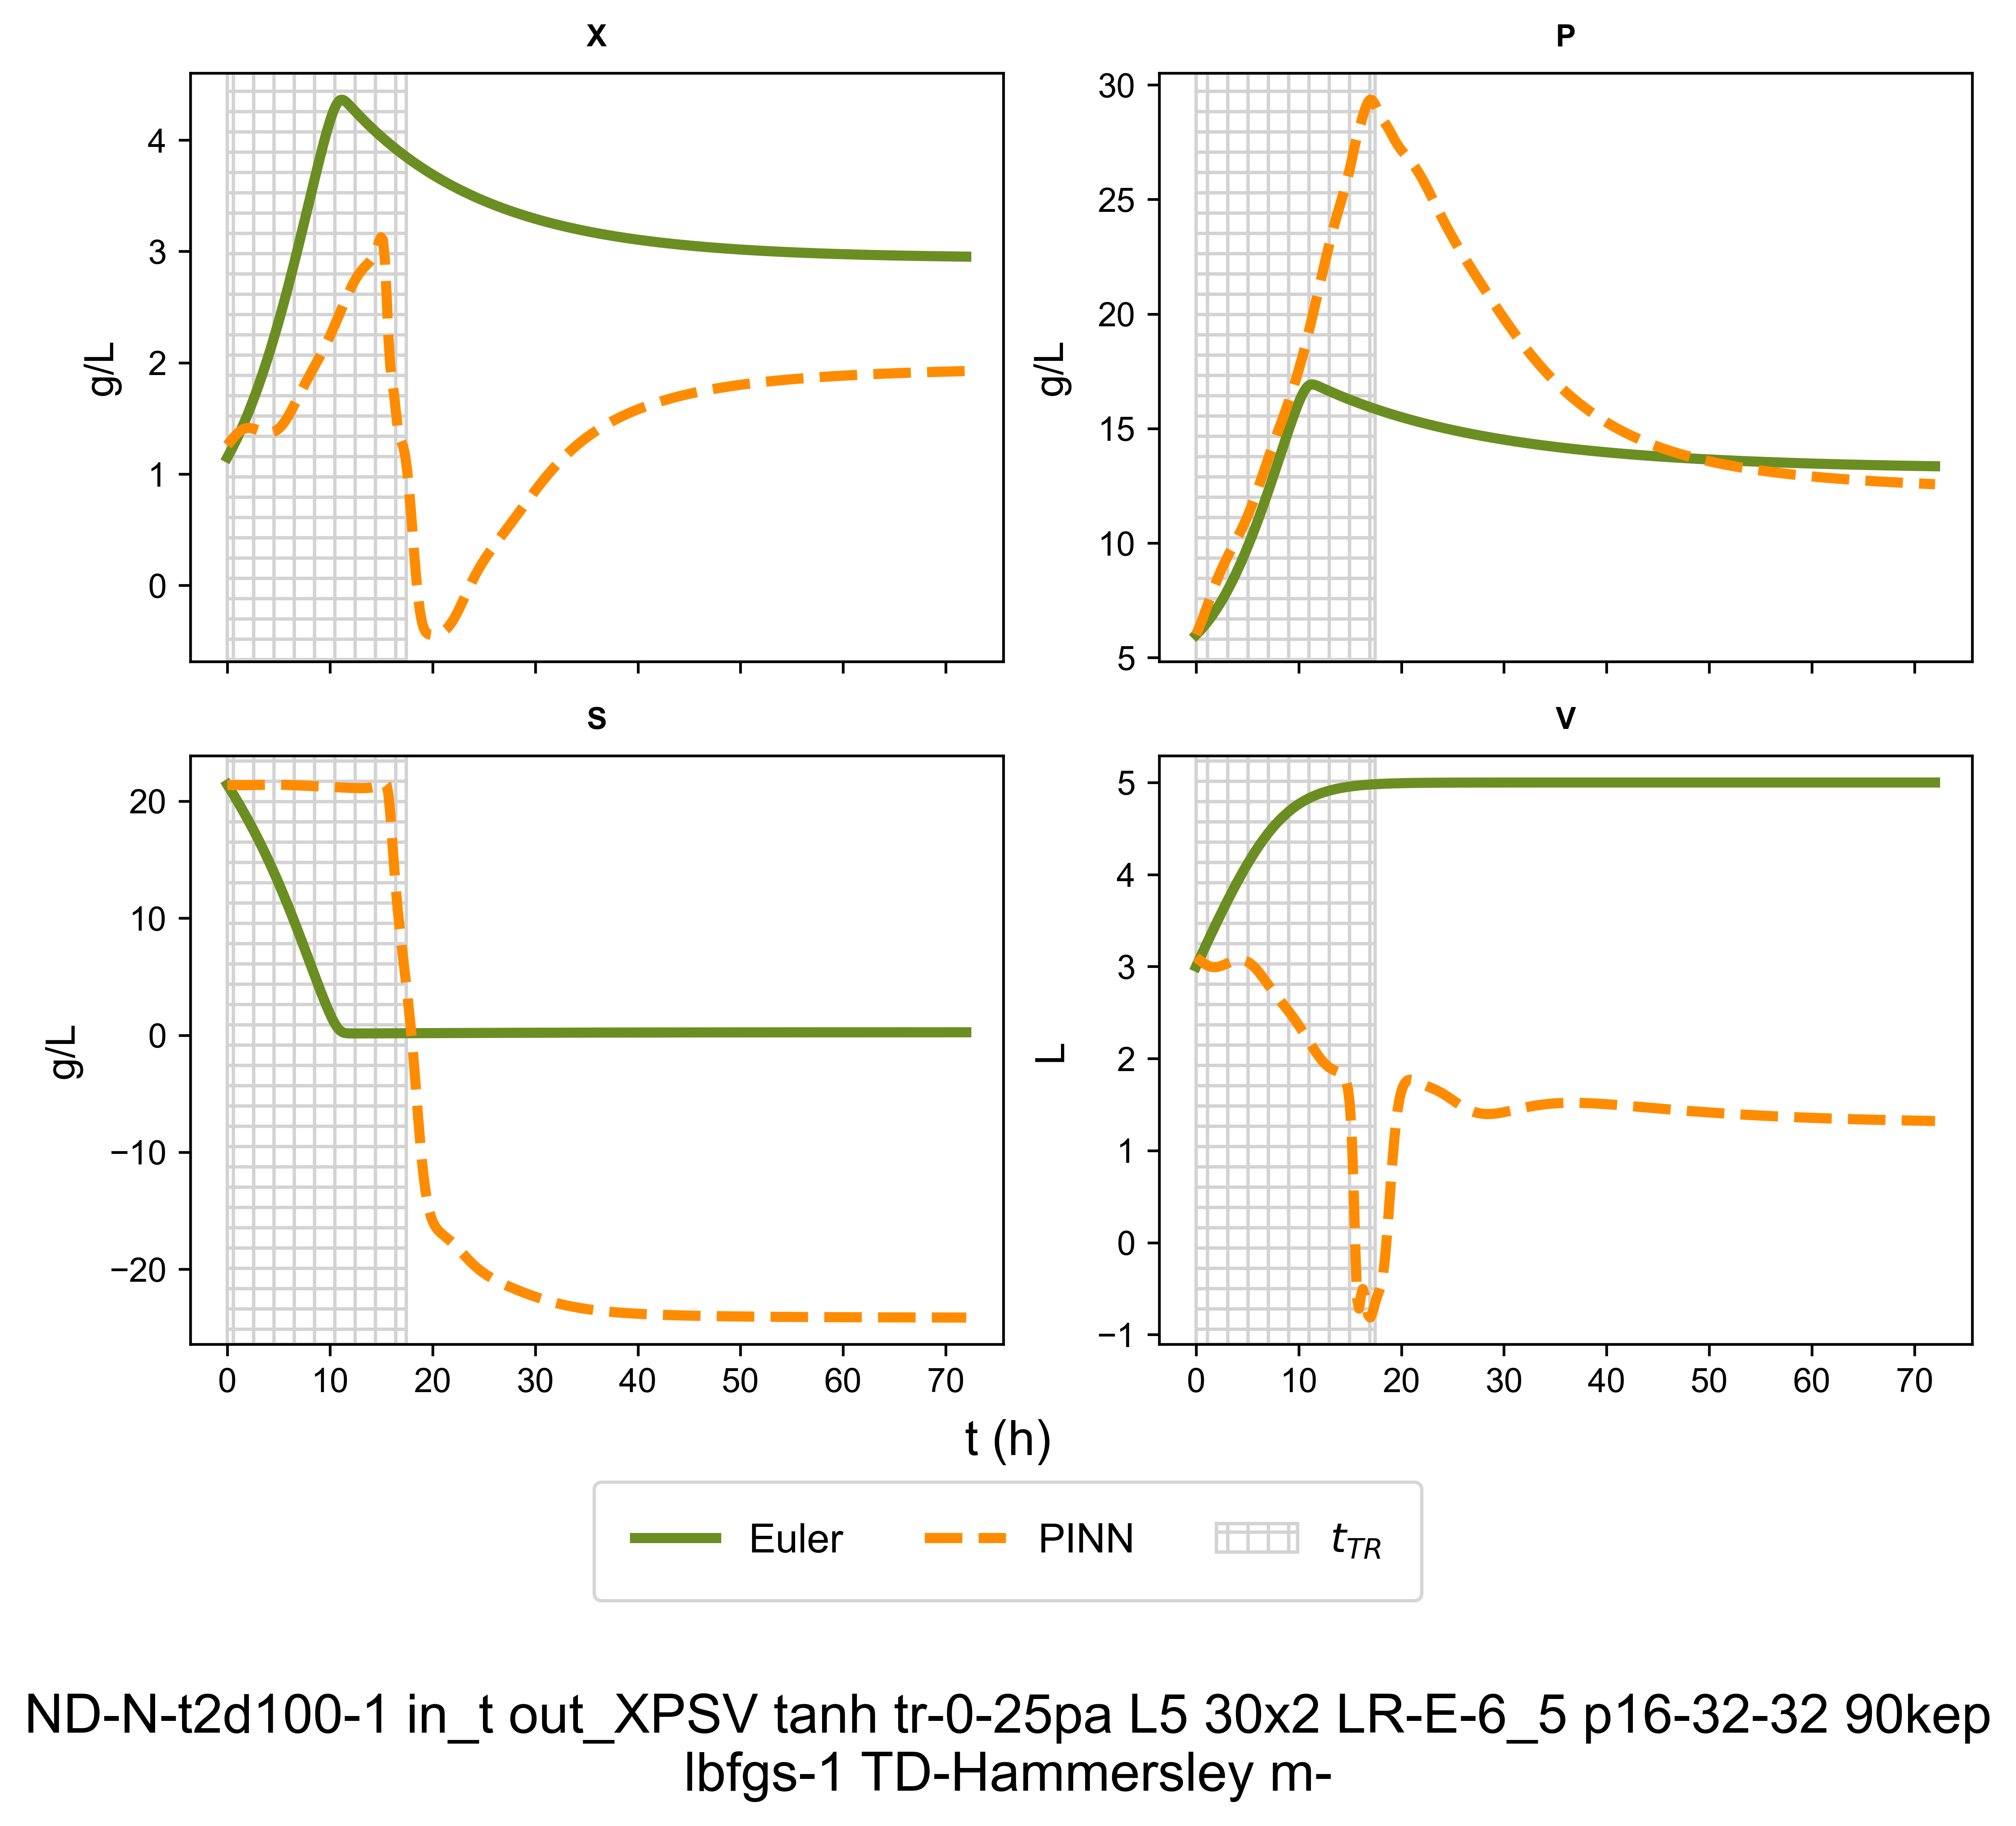 X
P
4
3
2
1
0
g/L
30
25
20
15
10
5
g/L
S
V
20
10
0
−10
−20
g/L
0 10 20 30 40 50 60 70
5
4
3
2
1
0
−1
L
0 10 20 30 40 50 60 70
t (h)
Euler PINN t_TR
ND-N-t2d100-1 in_t out_XPSV tanh tr-0-25pa L5 30x2 LR-E-6_5 p16-32-32 90kep
lbfgs-1 TD-Hammersley m-